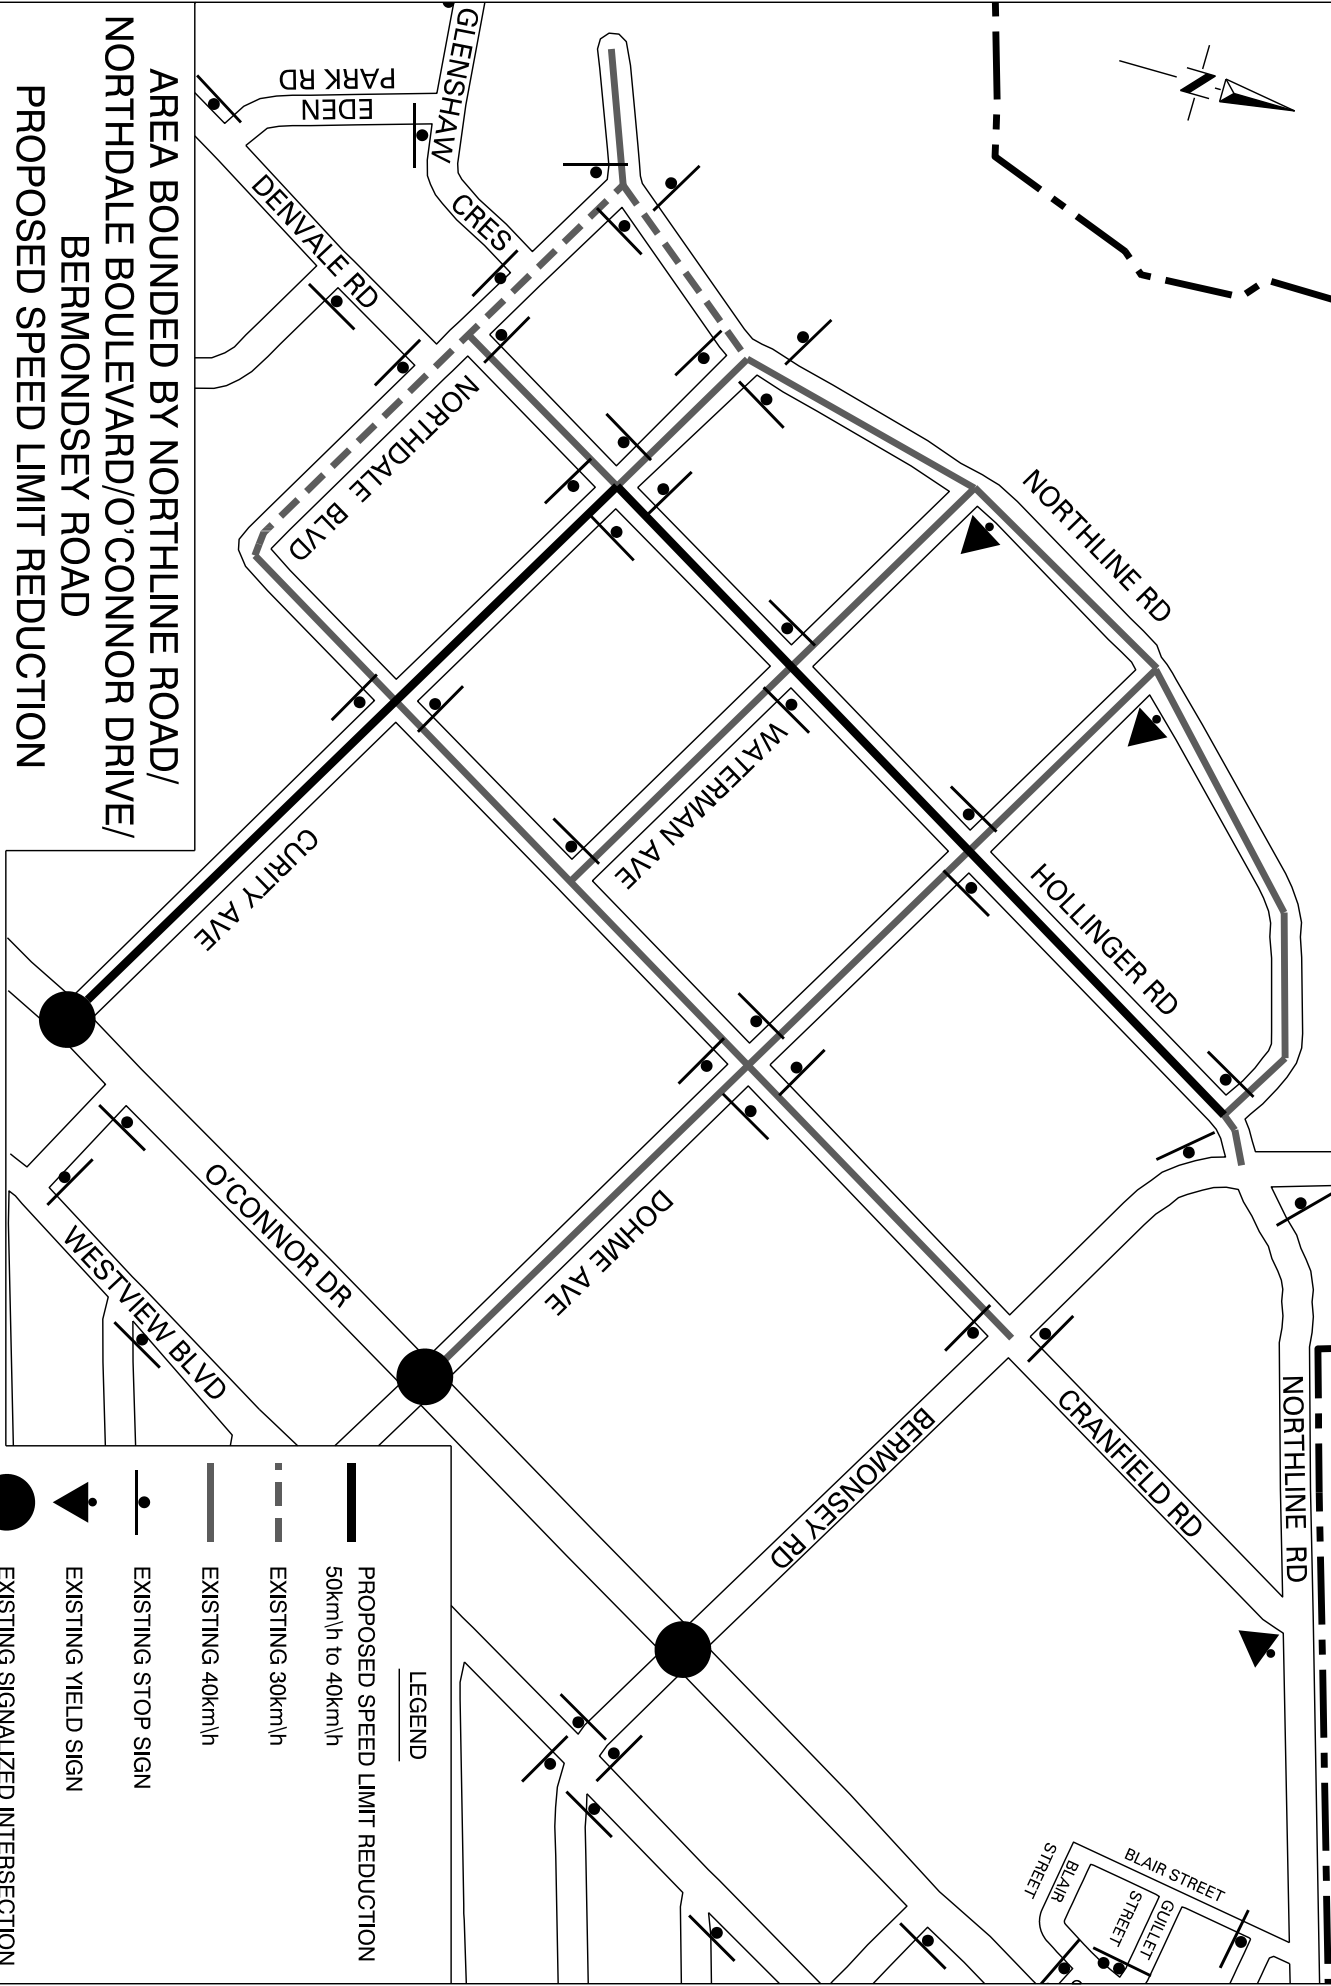 AREA BOUNDED BY NORTHLINE ROAD/
NORTHDALE BOULEVARD/O'CONNOR DRIVE/
BERMONDSEY ROAD
PROPOSED SPEED LIMIT REDUCTION
N
GLENSHAW
CRES
EDEN
PARK RD
DENVALE RD
NORTHDALE BLVD
NORTHLINE RD
WATERMAN AVE
HOLLINGER RD
CURITY AVE
O'CONNOR DR
WESTVIEW BLVD
DOHME AVE
BERMONSEY RD
CRANFIELD RD
NORTHLINE RD
BLAIR STREET
BLAIR
STREET
GUILLET
STREET
LEGEND
PROPOSED SPEED LIMIT REDUCTION
50km\h to 40km\h
EXISTING 30km\h
EXISTING 40km\h
EXISTING STOP SIGN
EXISTING YIELD SIGN
EXISTING SIGNALIZED INTERSECTION